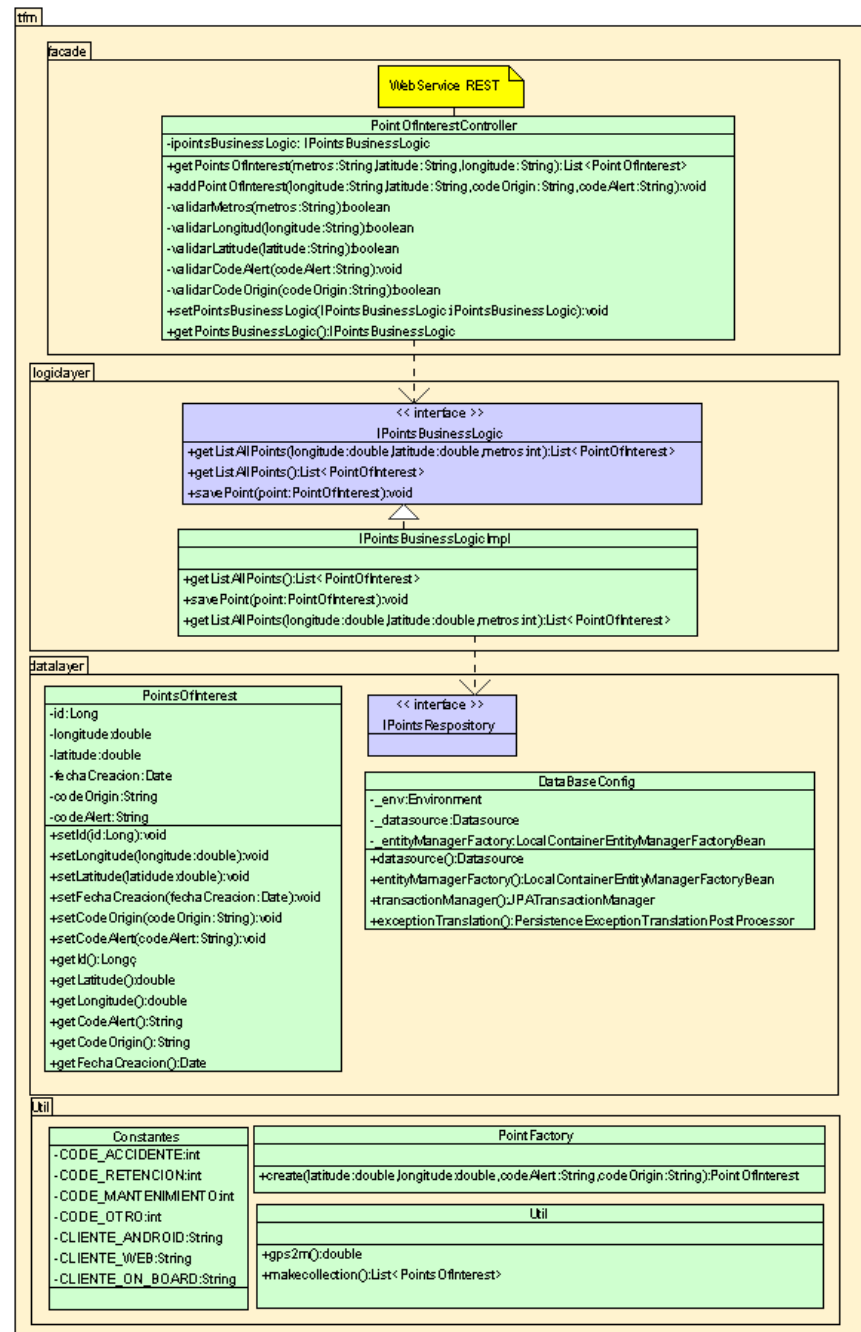 tfm
facade
WebService REST
PointOfInterestController
-ipointsBusinessLogic: IPointsBusinessLogic
+getPointsOfInterest(metros:String,latitude:String,longitude:String):List<PointOfInterest>
+addPointOfInterest(longitude:String,latitude:String,codeOrigin:String,codeAlert:String):void
-validarMetros(metros:String):boolean
-validarLongitud(longitude:String):boolean
-validarLatitude(latitude:String):boolean
-validarCodeAlert(codeAlert:String):void
-validarCodeOrigin(codeOrigin:String):boolean
+setPointsBusinessLogic(IPointsBusinessLogic:iPointsBusinessLogic):void
+getPointsBusinessLogic():IPointsBusinessLogic
logiclayer
<< interface >>
IPointsBusinessLogic
+getListAllPoints(longitude:double,latitude:double,metros:int):List<PointOfInterest>
+getListAllPoints():List<PointOfInterest>
+savePoint(point:PointOfInterest):void
IPointsBusinessLogicImpl
+getListAllPoints():List<PointOfInterest>
+savePoint(point:PointOfInterest):void
+getListAllPoints(longitude:double,latitude:double,metros:int):List<PointOfInterest>
datalayer
PointsOfInterest
-id:Long
-longitude:double
-latitude:double
-fechaCreacion:Date
-codeOrigin:String
-codeAlert:String
+setId(id:Long):void
+setLongitude(longitude:double):void
+setLatitude(latidude:double):void
+setFechaCreacion(fechaCreacion:Date):void
+setCodeOrigin(codeOrigin:String):void
+setCodeAlert(codeAlert:String):void
+getId():Longç
+getLatitude():double
+getLongitude():double
+getCodeAlert():String
+getCodeOrigin():String
+getFechaCreacion():Date
<< interface >>
IPointsRespository
DataBaseConfig
-_env:Environment
-_datasource:Datasource
-_entityManagerFactory:LocalContainerEntityManagerFactoryBean
+datasource():Datasource
+entityMamagerFactory():LocalContainerEntityManagerFactoryBean
+transactionManager():JPATransactionManager
+exceptionTranslation():PersistenceExceptionTranslationPostProcessor
Util
Constantes
-CODE_ACCIDENTE:int
-CODE_RETENCION:int
-CODE_MANTENIMIENTO:int
-CODE_OTRO:int
-CLIENTE_ANDROID:String
-CLIENTE_WEB:String
-CLIENTE_ON_BOARD:String
PointFactory
+create(latitude:double,longitude:double,codeAlert:String,codeOrigin:String):PointOfInterest
Util
+gps2m():double
+makecollection():List<PointsOfInterest>